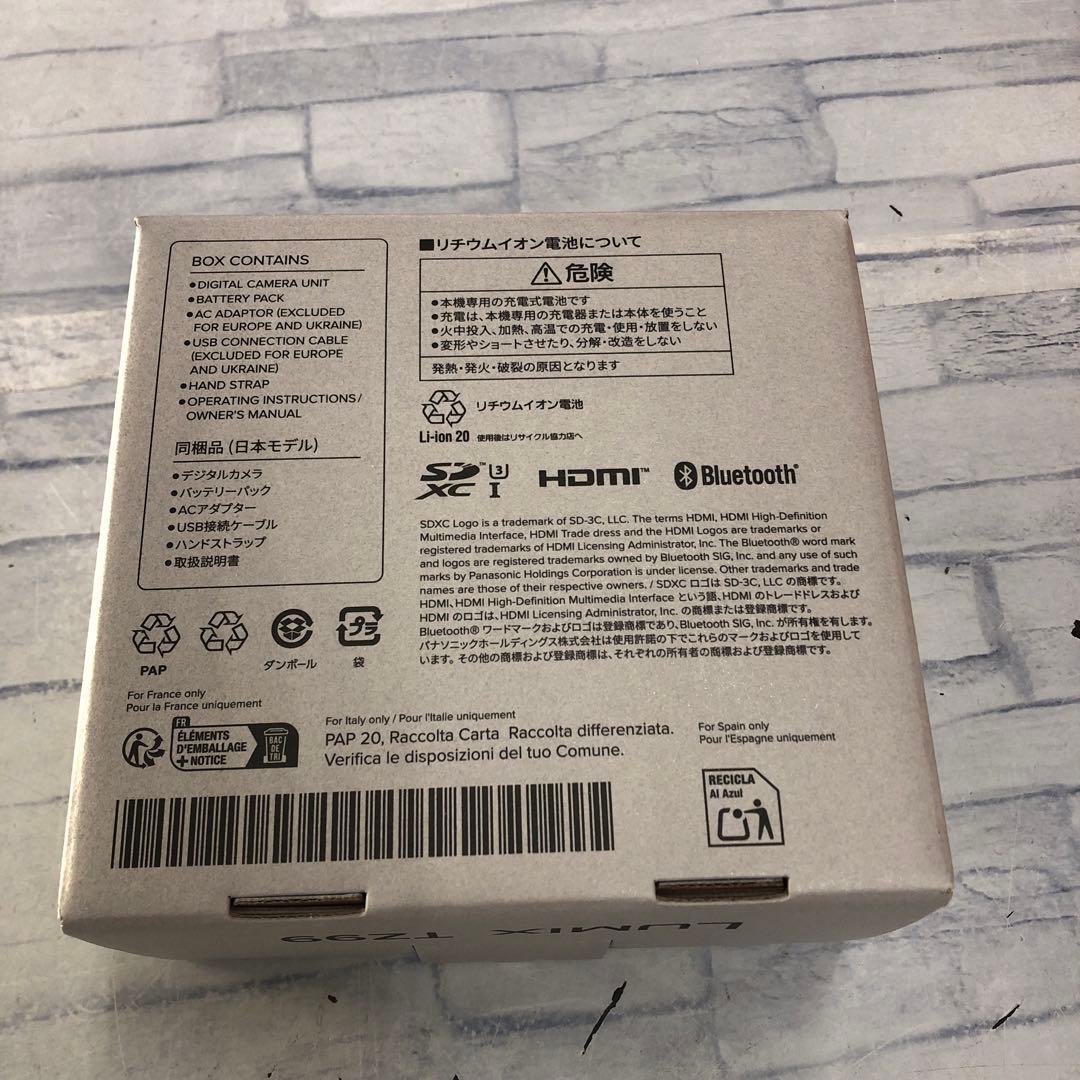 BOX CONTAINS
●DIGITAL CAMERA UNIT
●BATTERY PACK
●AC ADAPTOR (EXCLUDED
FOR EUROPE AND UKRAINE)
●USB CONNECTION CABLE
(EXCLUDED FOR EUROPE
AND UKRAINE)
●HAND STRAP
●OPERATING INSTRUCTIONS/
OWNER'S MANUAL
同梱品 (日本モデル)
●デジタルカメラ
●バッテリーパック
●ACアダプター
●USB接続ケーブル
●ハンドストラップ
●取扱説明書
■リチウムイオン電池について
危険
●本機専用の充電式電池です
●充電は、本機専用の充電器または本体を使うこと
●火中投入、加熱、高温での充電・使用・放置をしない
●変形やショートさせたり、分解・改造をしない
発熱・発火・破裂の原因となります
リチウムイオン電池
Li-ion 20 使用後はリサイクル協力店へ
SD XC™ I 3 HDMI™ Bluetooth®
SDXC Logo is a trademark of SD-3C, LLC. The terms HDMI, HDMI High-Definition
Multimedia Interface, HDMI Trade dress and the HDMI Logos are trademarks or
registered trademarks of HDMI Licensing Administrator, Inc. The Bluetooth® word mark
and logos are registered trademarks owned by Bluetooth SIG, Inc. and any use of such
marks by Panasonic Holdings Corporation is under license. Other trademarks and trade
names are those of their respective owners. / SDXC ロゴは SD-3C, LLC の商標です。
HDMI、HDMI High-Definition Multimedia Interface という語、HDMI のトレードドレスおよび
HDMI のロゴは、HDMI Licensing Administrator, Inc. の商標または登録商標です。
Bluetooth® ワードマークおよびロゴは登録商標であり、Bluetooth SIG, Inc. が所有権を有します。
パナソニックホールディングス株式会社は使用許諾の下でこれらのマークおよびロゴを使用して
います。その他の商標および登録商標は、それぞれの所有者の商標および登録商標です。
PAP
ダンボール
プラ
袋
For France only
Pour la France uniquement
FR
ÉLÉMENTS
D'EMBALLAGE
+ NOTICE
BAC
DE
TRI
For Italy only / Pour l'Italie uniquement
PAP 20, Raccolta Carta Raccolta differenziata.
Verifica le disposizioni del tuo Comune.
For Spain only
Pour l'Espagne uniquement
RECICLA
Al Azul
LUMIX TZ99